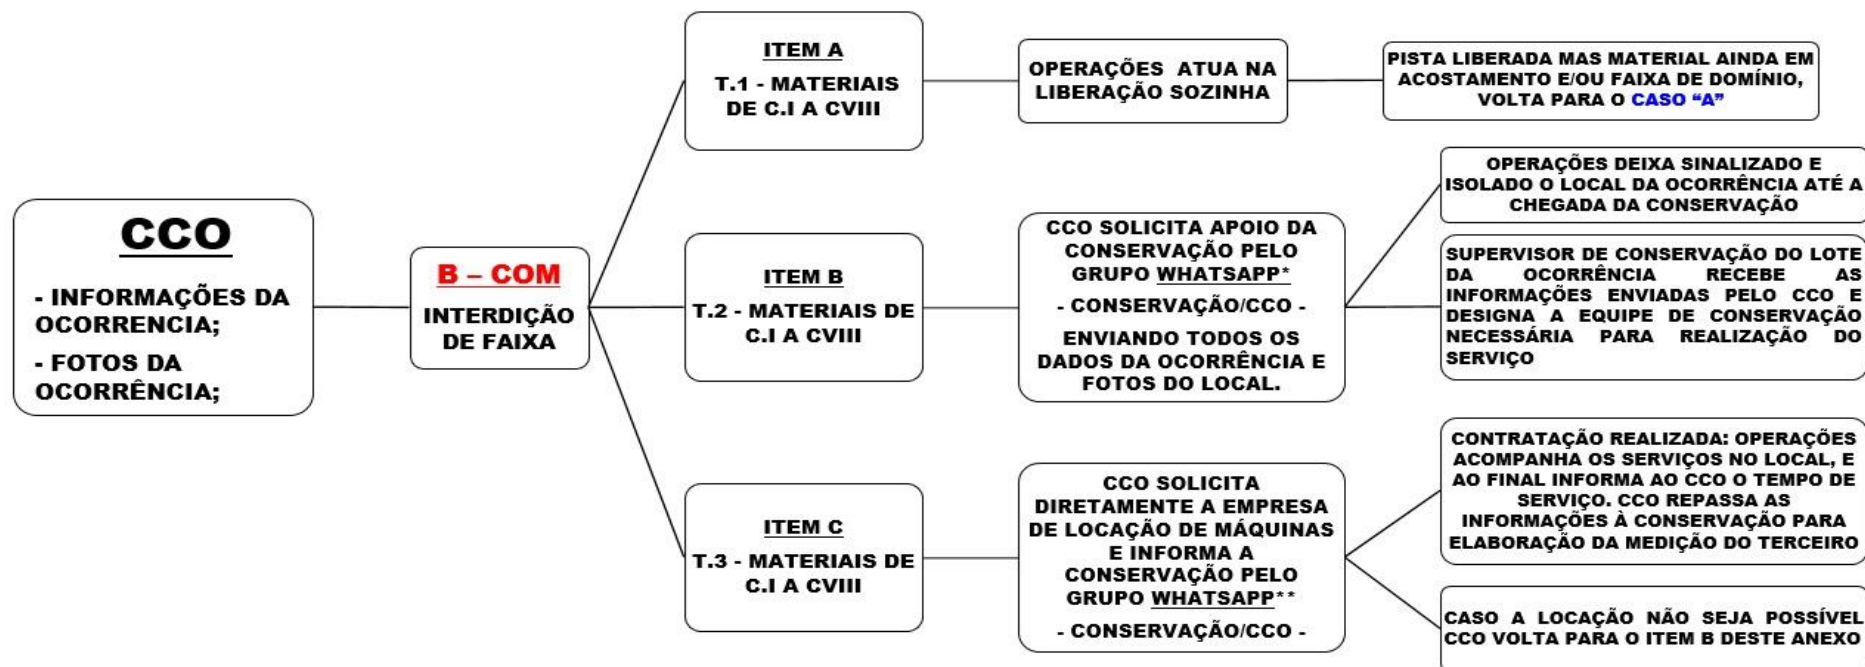 CCO
- INFORMAÇÕES DA
OCORRENCIA;
- FOTOS DA
OCORRÊNCIA;
B – COM
INTERDIÇÃO
DE FAIXA
ITEM A
T.1 - MATERIAIS
DE C.I A CVIII
OPERAÇÕES ATUA NA
LIBERAÇÃO SOZINHA
PISTA LIBERADA MAS MATERIAL AINDA EM
ACOSTAMENTO E/OU FAIXA DE DOMÍNIO,
VOLTA PARA O CASO “A”
ITEM B
T.2 - MATERIAIS DE
C.I A CVIII
CCO SOLICITA APOIO DA
CONSERVAÇÃO PELO
GRUPO WHATSAPP*
- CONSERVAÇÃO/CCO -
ENVIANDO TODOS OS
DADOS DA OCORRÊNCIA E
FOTOS DO LOCAL.
OPERAÇÕES DEIXA SINALIZADO E
ISOLADO O LOCAL DA OCORRÊNCIA ATÉ A
CHEGADA DA CONSERVAÇÃO
SUPERVISOR DE CONSERVAÇÃO DO LOTE
DA OCORRÊNCIA RECEBE AS
INFORMAÇÕES ENVIADAS PELO CCO E
DESIGNA A EQUIPE DE CONSERVAÇÃO
NECESSÁRIA PARA REALIZAÇÃO DO
SERVIÇO
ITEM C
T.3 - MATERIAIS DE
C.I A CVIII
CCO SOLICITA
DIRETAMENTE A EMPRESA
DE LOCAÇÃO DE MÁQUINAS
E INFORMA A
CONSERVAÇÃO PELO
GRUPO WHATSAPP**
- CONSERVAÇÃO/CCO -
CONTRATAÇÃO REALIZADA: OPERAÇÕES
ACOMPANHA OS SERVIÇOS NO LOCAL, E
AO FINAL INFORMA AO CCO O TEMPO DE
SERVIÇO. CCO REPASSA AS
INFORMAÇÕES À CONSERVAÇÃO PARA
ELABORAÇÃO DA MEDIÇÃO DO TERCEIRO
CASO A LOCAÇÃO NÃO SEJA POSSÍVEL
CCO VOLTA PARA O ITEM B DESTE ANEXO